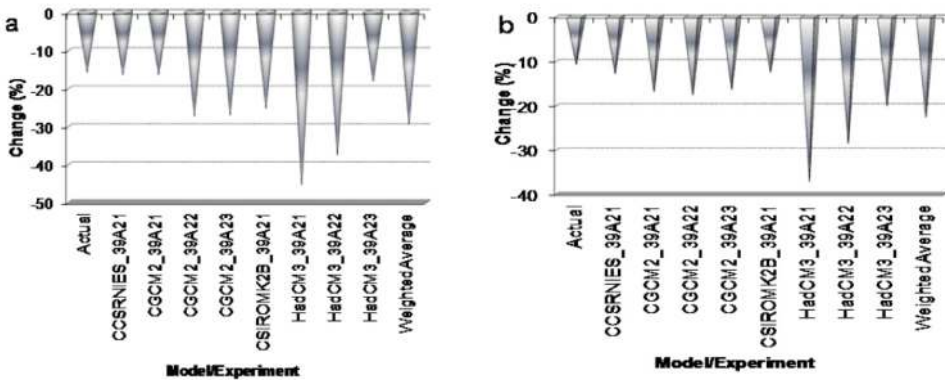 a
Change (%)
0
-10
-20
-30
-40
-50
Actual
CCSRNIES_39A21
CGCM2_39A21
CGCM2_39A22
CGCM2_39A23
CSIROMK2B_39A21
HadCM3_39A21
HadCM3_39A22
HadCM3_39A23
Weighted Average
Model/Experiment
b
Change (%)
0
-10
-20
-30
-40
Actual
CCSRNIES_39A21
CGCM2_39A21
CGCM2_39A22
CGCM2_39A23
CSIROMK2B_39A21
HadCM3_39A21
HadCM3_39A22
HadCM3_39A23
Weighted Average
Model/Experiment